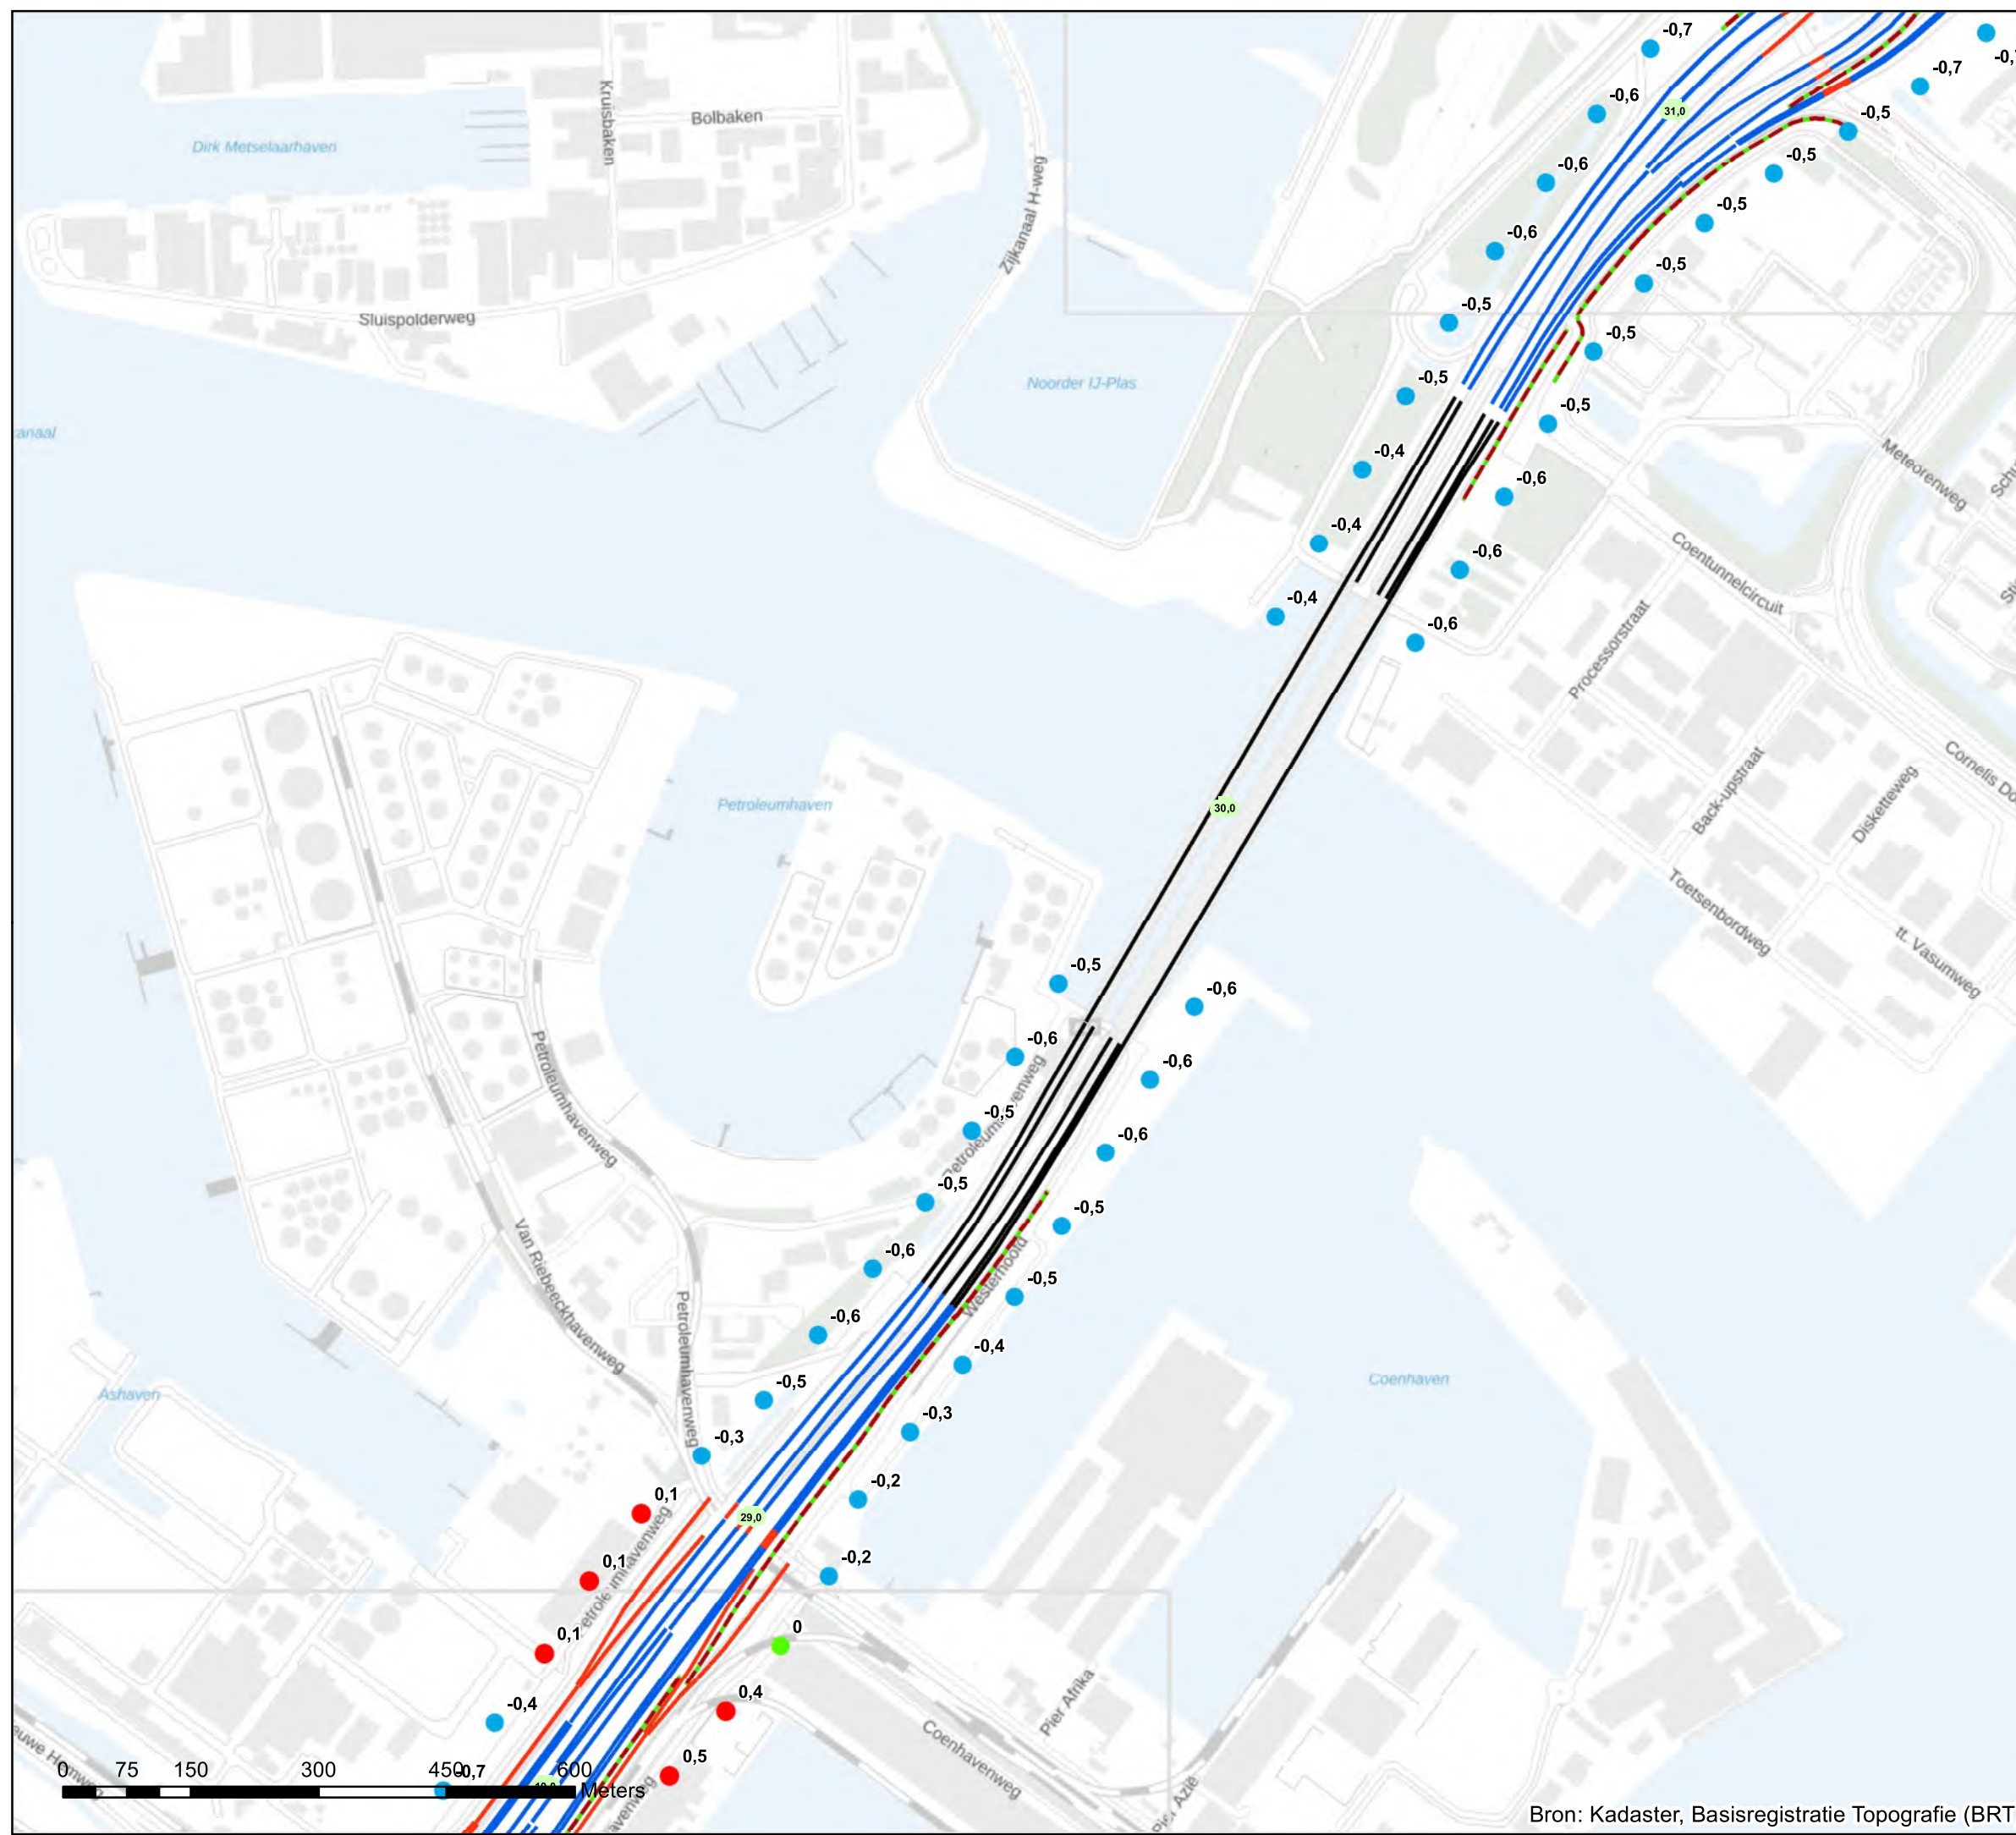 -0,7
-0,7
-0,6
31,0
-0,5
Kruisbaken
Bolbaken
Dirk Metselaarhaven
-0,6
-0,5
Zijkanaal H-weg
-0,5
-0,6
-0,5
-0,5
Sluispolderweg
-0,5
Noorder IJ-Plas
-0,5
-0,5
-0,4
Meteorenweg
-0,6
-0,4
Coentunnelcircuit
-0,6
-0,4
-0,6
Processorstraat
Petroleumhaven
30,0
Back-upstraat
Disketteweg
Toetsenbordweg
tt. Vasumweg
-0,5
-0,6
-0,6
-0,6
Petroleumhavenweg
-0,5
-0,6
-0,5
-0,5
Van Riebeeckhavenweg
Westerhoofd
-0,6
-0,5
-0,6
Petroleumhavenweg
-0,4
Ashaven
Coenhaven
-0,5
-0,3
-0,3
-0,2
0,1
29,0
0,1
-0,2
0,1
0
-0,4
0,4
Pier Afrika
Coenhavenweg
0,5
-0,7
0 75 150 300 450 600
Meters
Pier Azië
Bron: Kadaster, Basisregistratie Topografie (BRT